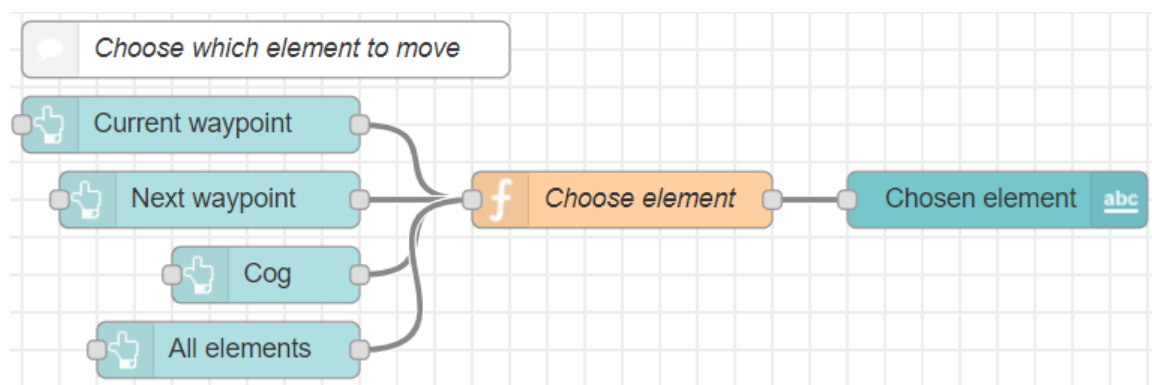 Choose which element to move
Current waypoint
Next waypoint
Choose element
Chosen element
abc
Cog
All elements